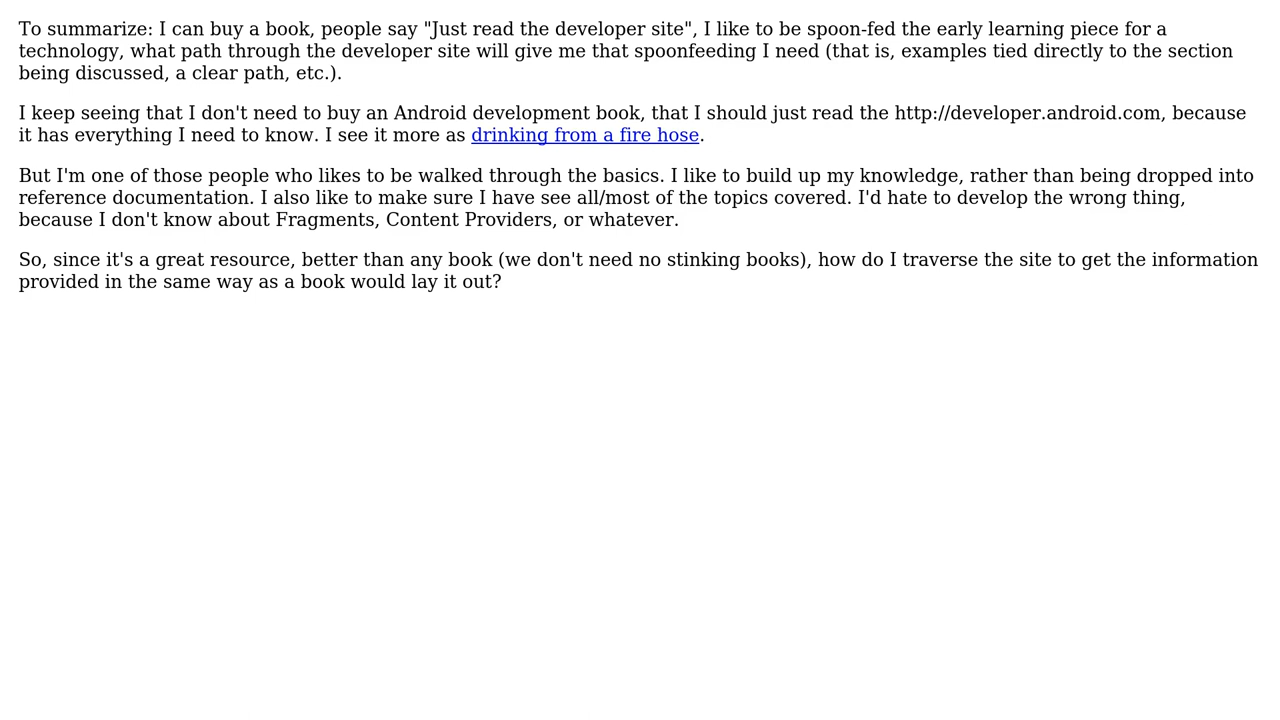 To summarize: I can buy a book, people say "Just read the developer site", I like to be spoon-fed the early learning piece for a
technology, what path through the developer site will give me that spoonfeeding I need (that is, examples tied directly to the section
being discussed, a clear path, etc.).
I keep seeing that I don't need to buy an Android development book, that I should just read the http://developer.android.com, because
it has everything I need to know. I see it more as drinking from a fire hose.
But I'm one of those people who likes to be walked through the basics. I like to build up my knowledge, rather than being dropped into
reference documentation. I also like to make sure I have see all/most of the topics covered. I'd hate to develop the wrong thing,
because I don't know about Fragments, Content Providers, or whatever.
So, since it's a great resource, better than any book (we don't need no stinking books), how do I traverse the site to get the information
provided in the same way as a book would lay it out?